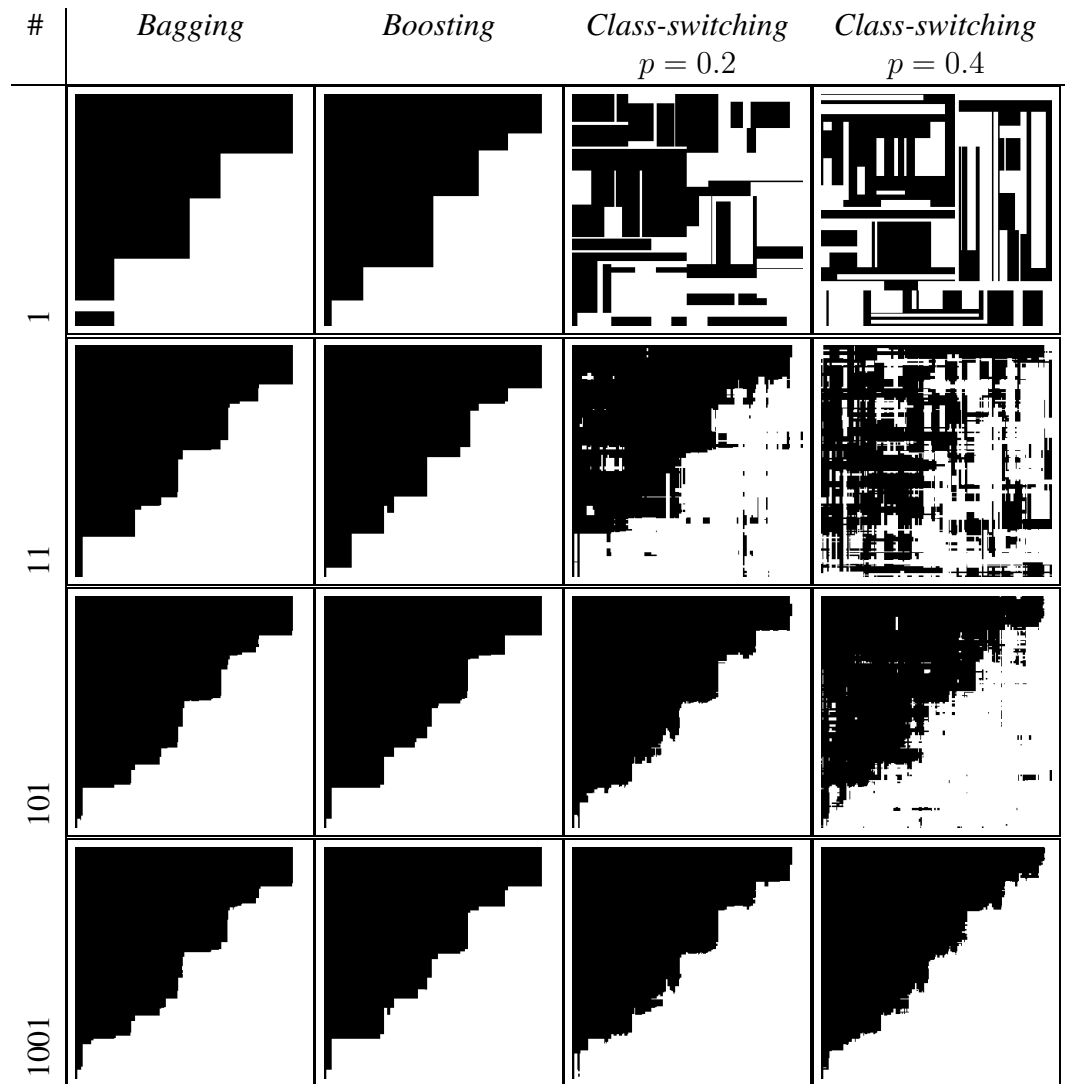 # Bagging Boosting Class-switching Class-switching
p = 0.2 p = 0.4
1
11
101
1001